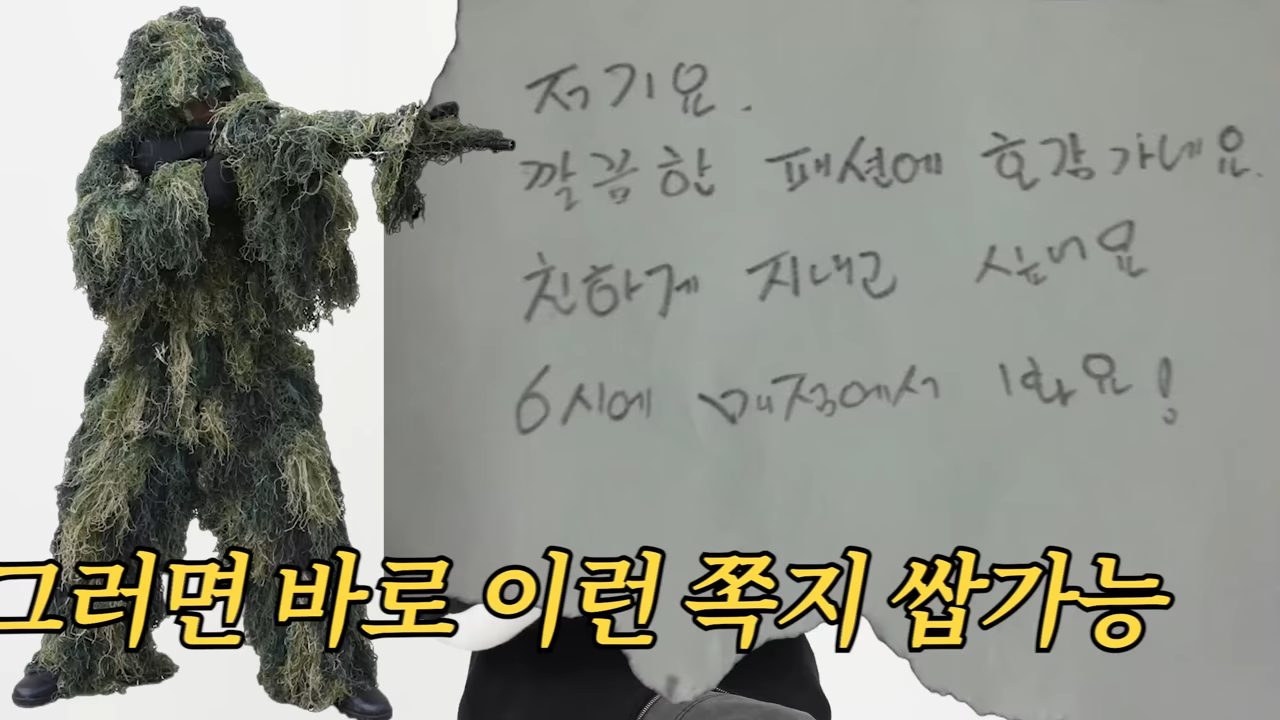 저기요.
깔끔한 패션에 호감가네요.
친하게 지내고 싶어요
6시에 매점에서 봐요!
그러면 바로 이런 쪽지 쌉가능